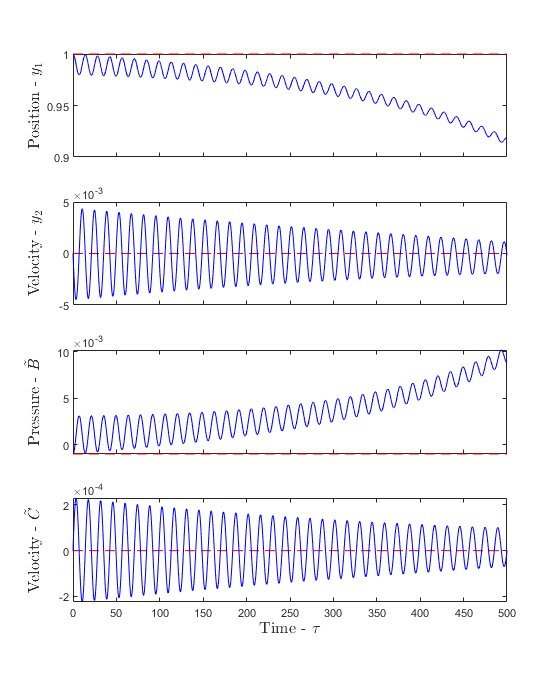 1
0.95
0.9
Position - y₁
×10⁻³
5
0
-5
Velocity - y₂
×10⁻³
10
5
0
Pressure - B̃
×10⁻⁴
2
0
-2
Velocity - C̃
0 50 100 150 200 250 300 350 400 450 500
Time - τ